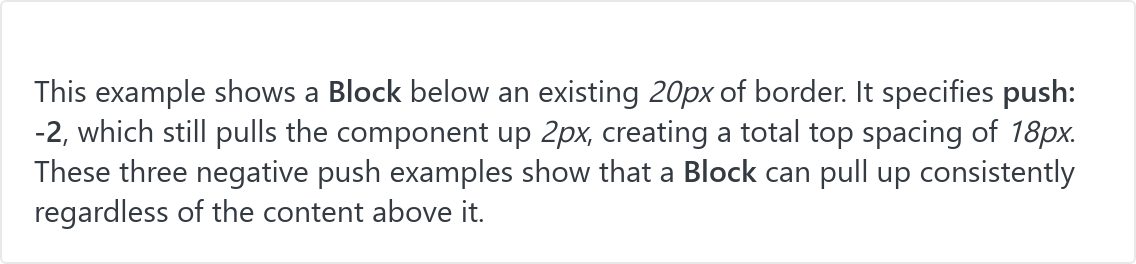 This example shows a Block below an existing 20px of border. It specifies push:
-2, which still pulls the component up 2px, creating a total top spacing of 18px.
These three negative push examples show that a Block can pull up consistently
regardless of the content above it.